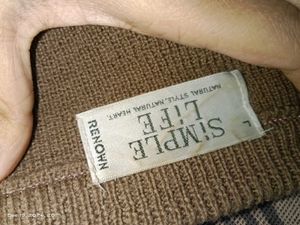 SiMPLE
LiFE
NATURAL STYLE. NATURAL HEART.
RENOWN
L